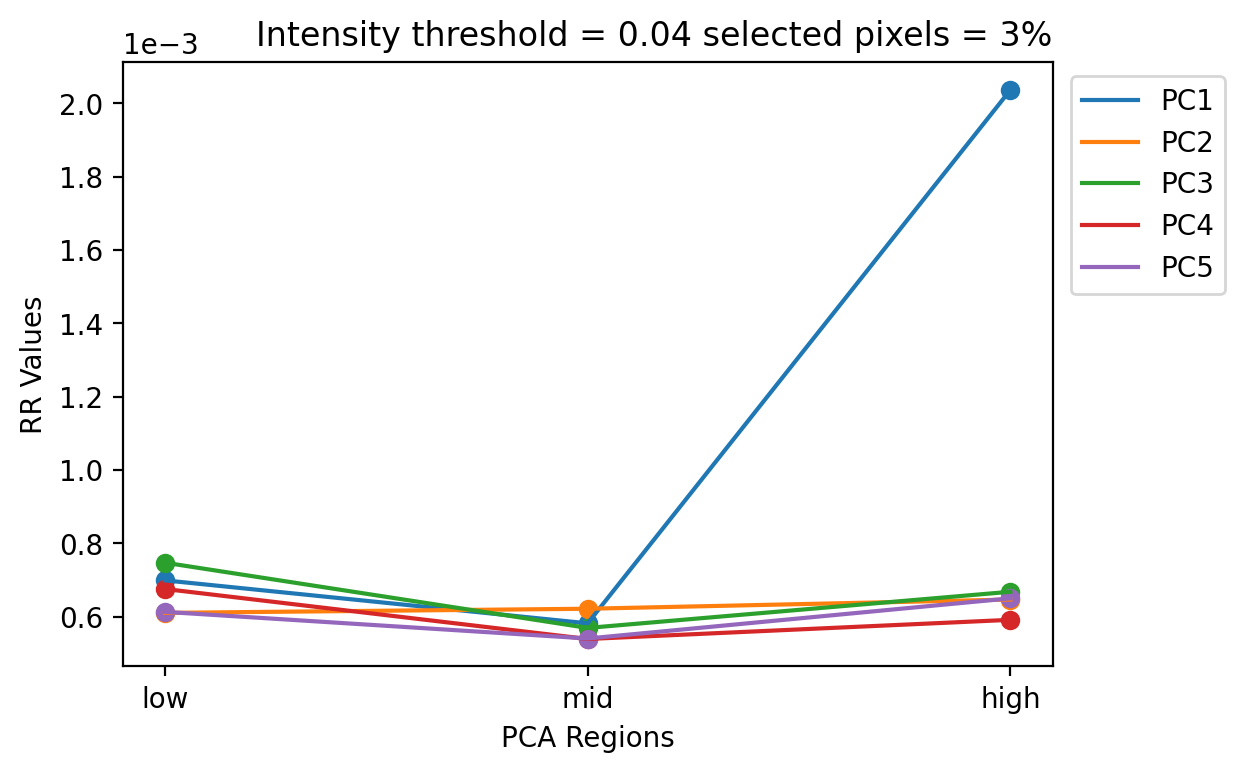 Intensity threshold = 0.04 selected pixels = 3%
1e−3
2.0
1.8
1.6
1.4
1.2
1.0
0.8
0.6
RR Values
low mid high
PCA Regions
PC1
PC2
PC3
PC4
PC5